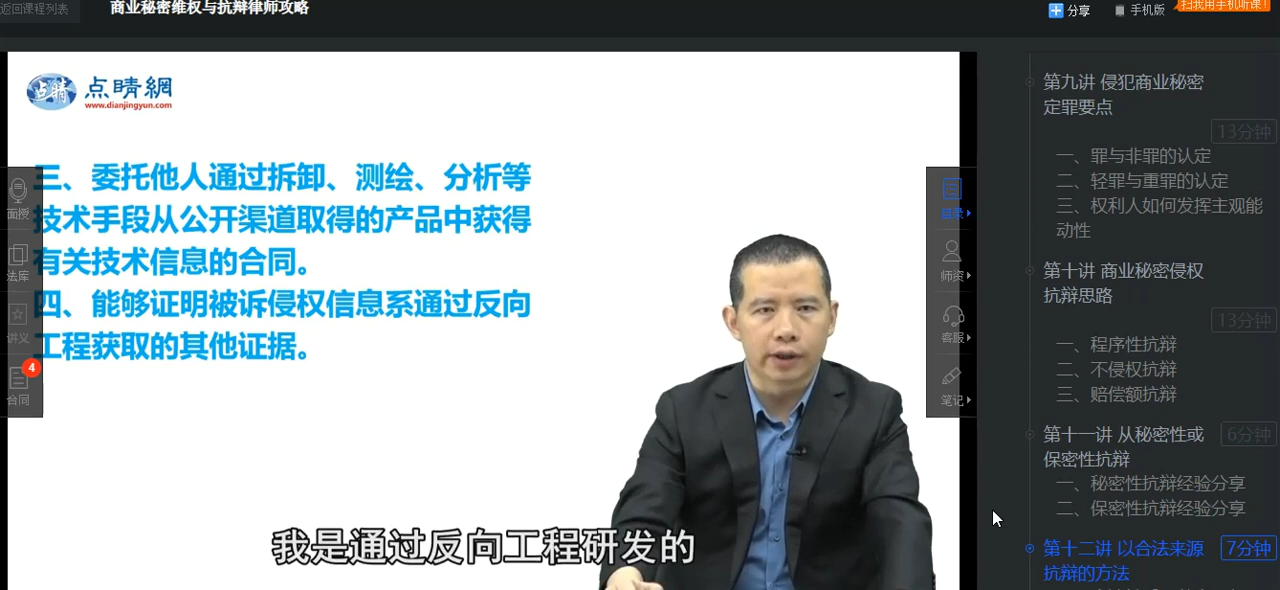 返回课程列表
商业秘密维权与抗辩律师攻略
分享
手机版
扫我用手机听课!
点睛
点睛網
www.dianjingyun.com
三、委托他人通过拆卸、测绘、分析等
技术手段从公开渠道取得的产品中获得
有关技术信息的合同。
四、能够证明被诉侵权信息系通过反向
工程获取的其他证据。
面授
法库
讲义
4
合同
我是通过反向工程研发的
目录
师资
客服
笔记
第九讲 侵犯商业秘密
定罪要点
13分钟
一、罪与非罪的认定
二、轻罪与重罪的认定
三、权利人如何发挥主观能
动性
第十讲 商业秘密侵权
抗辩思路
13分钟
一、程序性抗辩
二、不侵权抗辩
三、赔偿额抗辩
第十一讲 从秘密性或
6分钟
保密性抗辩
一、秘密性抗辩经验分享
二、保密性抗辩经验分享
第十二讲 以合法来源
7分钟
抗辩的方法